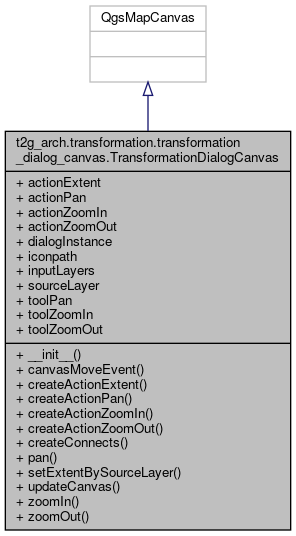 QgsMapCanvas
t2g_arch.transformation.transformation
_dialog_canvas.TransformationDialogCanvas
+ actionExtent
+ actionPan
+ actionZoomIn
+ actionZoomOut
+ dialogInstance
+ iconpath
+ inputLayers
+ sourceLayer
+ toolPan
+ toolZoomIn
+ toolZoomOut
+ __init__()
+ canvasMoveEvent()
+ createActionExtent()
+ createActionPan()
+ createActionZoomIn()
+ createActionZoomOut()
+ createConnects()
+ pan()
+ setExtentBySourceLayer()
+ updateCanvas()
+ zoomIn()
+ zoomOut()